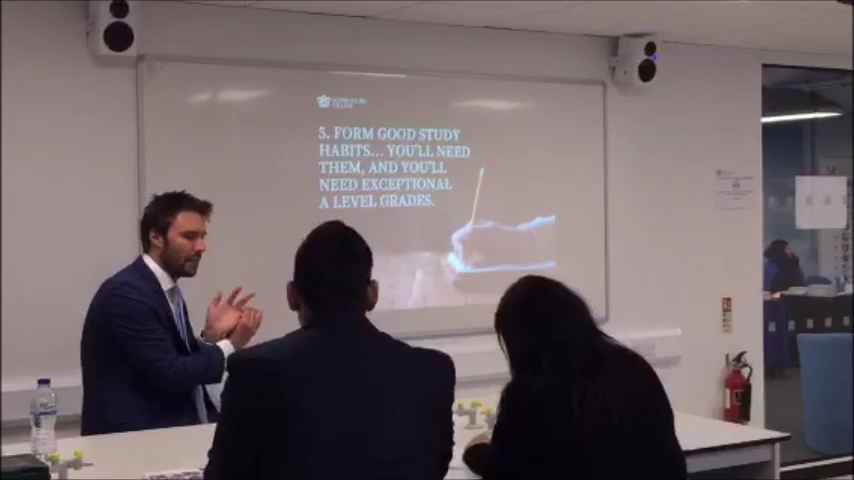 5. FORM GOOD STUDY
HABITS... YOU'LL NEED
THEM, AND YOU'LL
NEED EXCEPTIONAL
A LEVEL GRADES.